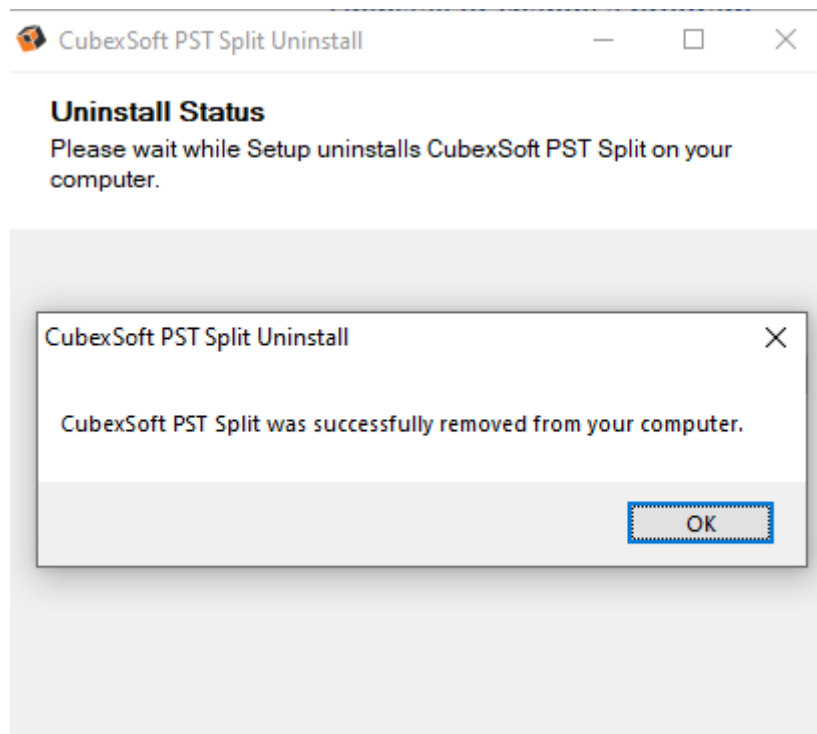 CubexSoft PST Split Uninstall
Uninstall Status
Please wait while Setup uninstalls CubexSoft PST Split on your
computer.
CubexSoft PST Split Uninstall
CubexSoft PST Split was successfully removed from your computer.
OK